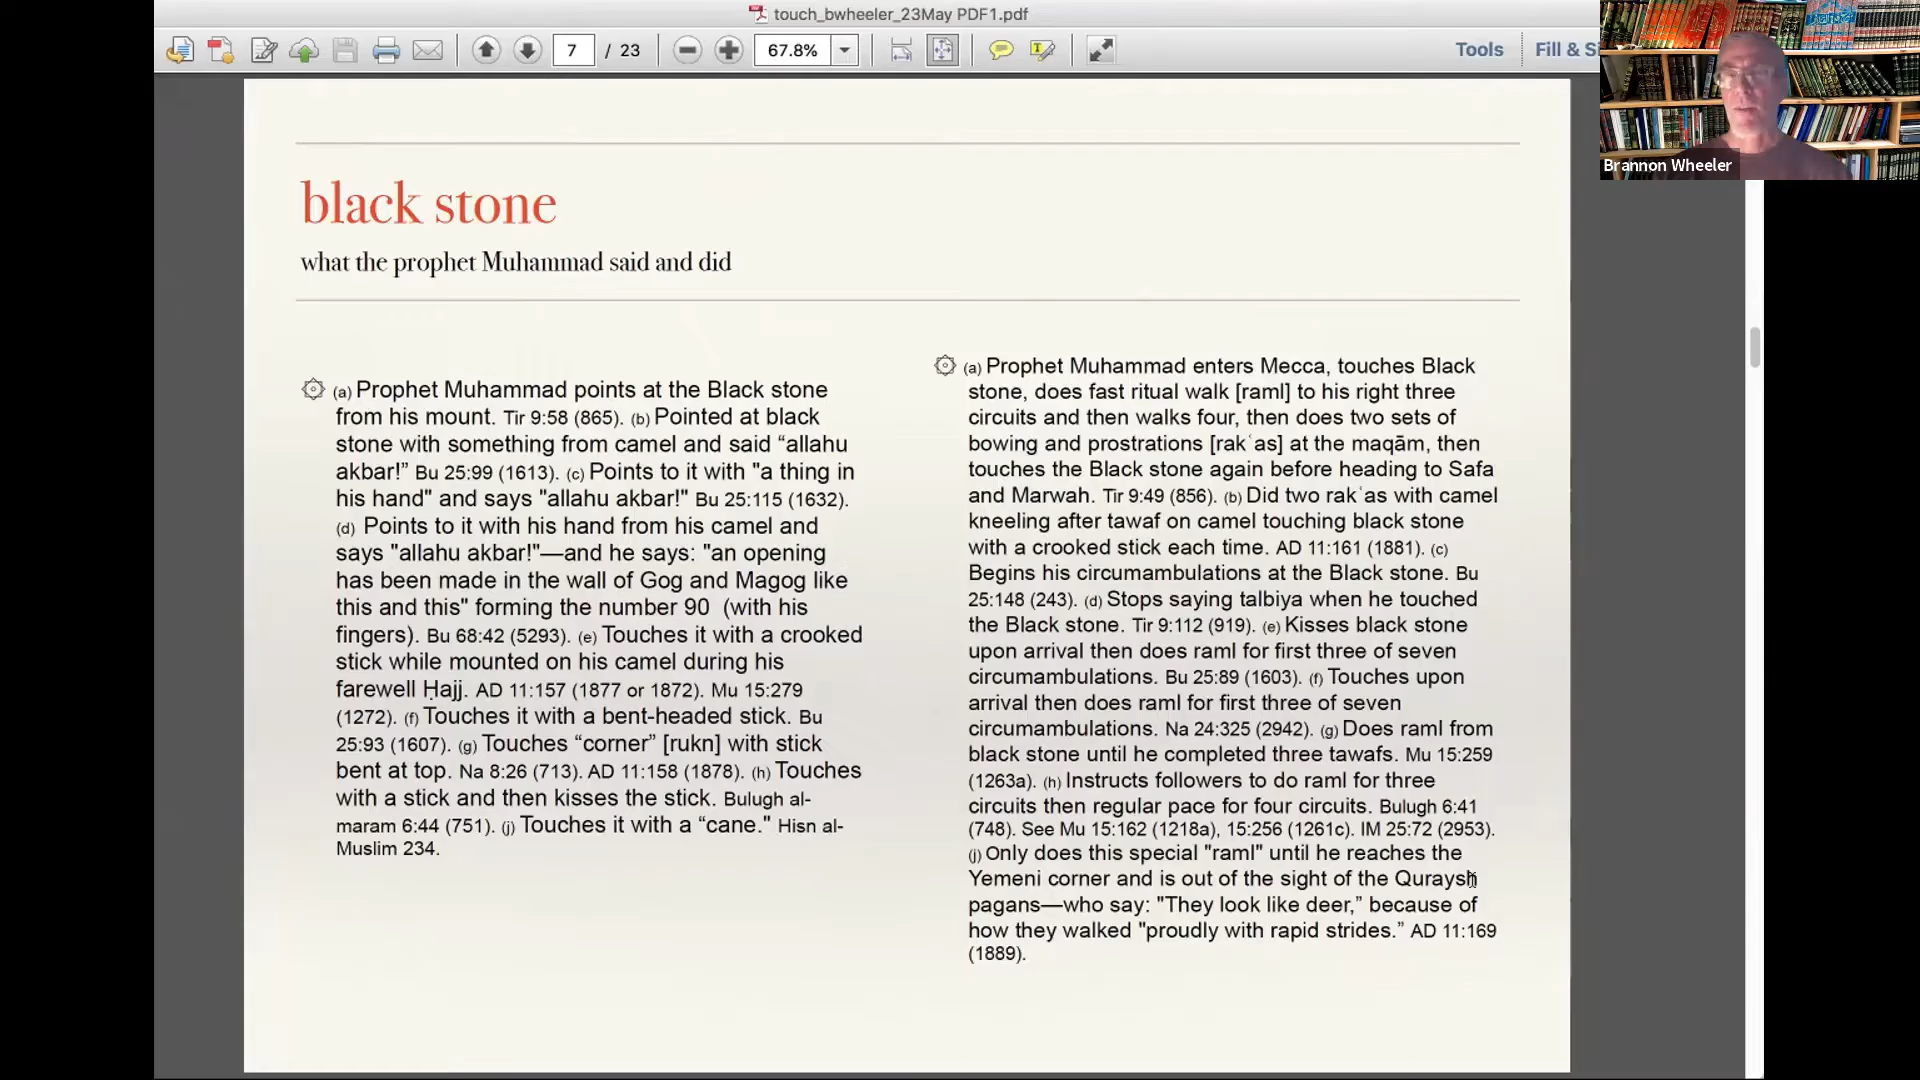 touch_bwheeler_23May PDF1.pdf
7 / 23
67.8%
Tools
Fill & Si
Brannon Wheeler
black stone
what the prophet Muhammad said and did
(a) Prophet Muhammad points at the Black stone
from his mount. Tir 9:58 (865). (b) Pointed at black
stone with something from camel and said “allahu
akbar!” Bu 25:99 (1613). (c) Points to it with "a thing in
his hand" and says "allahu akbar!" Bu 25:115 (1632).
(d) Points to it with his hand from his camel and
says "allahu akbar!"—and he says: "an opening
has been made in the wall of Gog and Magog like
this and this" forming the number 90 (with his
fingers). Bu 68:42 (5293). (e) Touches it with a crooked
stick while mounted on his camel during his
farewell Ḥajj. AD 11:157 (1877 or 1872). Mu 15:279
(1272). (f) Touches it with a bent-headed stick. Bu
25:93 (1607). (g) Touches “corner” [rukn] with stick
bent at top. Na 8:26 (713). AD 11:158 (1878). (h) Touches
with a stick and then kisses the stick. Bulugh al-
maram 6:44 (751). (j) Touches it with a “cane." Hisn al-
Muslim 234.
(a) Prophet Muhammad enters Mecca, touches Black
stone, does fast ritual walk [raml] to his right three
circuits and then walks four, then does two sets of
bowing and prostrations [rakʿas] at the maqām, then
touches the Black stone again before heading to Safa
and Marwah. Tir 9:49 (856). (b) Did two rakʿas with camel
kneeling after tawaf on camel touching black stone
with a crooked stick each time. AD 11:161 (1881). (c)
Begins his circumambulations at the Black stone. Bu
25:148 (243). (d) Stops saying talbiya when he touched
the Black stone. Tir 9:112 (919). (e) Kisses black stone
upon arrival then does raml for first three of seven
circumambulations. Bu 25:89 (1603). (f) Touches upon
arrival then does raml for first three of seven
circumambulations. Na 24:325 (2942). (g) Does raml from
black stone until he completed three tawafs. Mu 15:259
(1263a). (h) Instructs followers to do raml for three
circuits then regular pace for four circuits. Bulugh 6:41
(748). See Mu 15:162 (1218a), 15:256 (1261c). IM 25:72 (2953).
(j) Only does this special "raml" until he reaches the
Yemeni corner and is out of the sight of the Quraysh
pagans—who say: "They look like deer,” because of
how they walked "proudly with rapid strides.” AD 11:169
(1889).